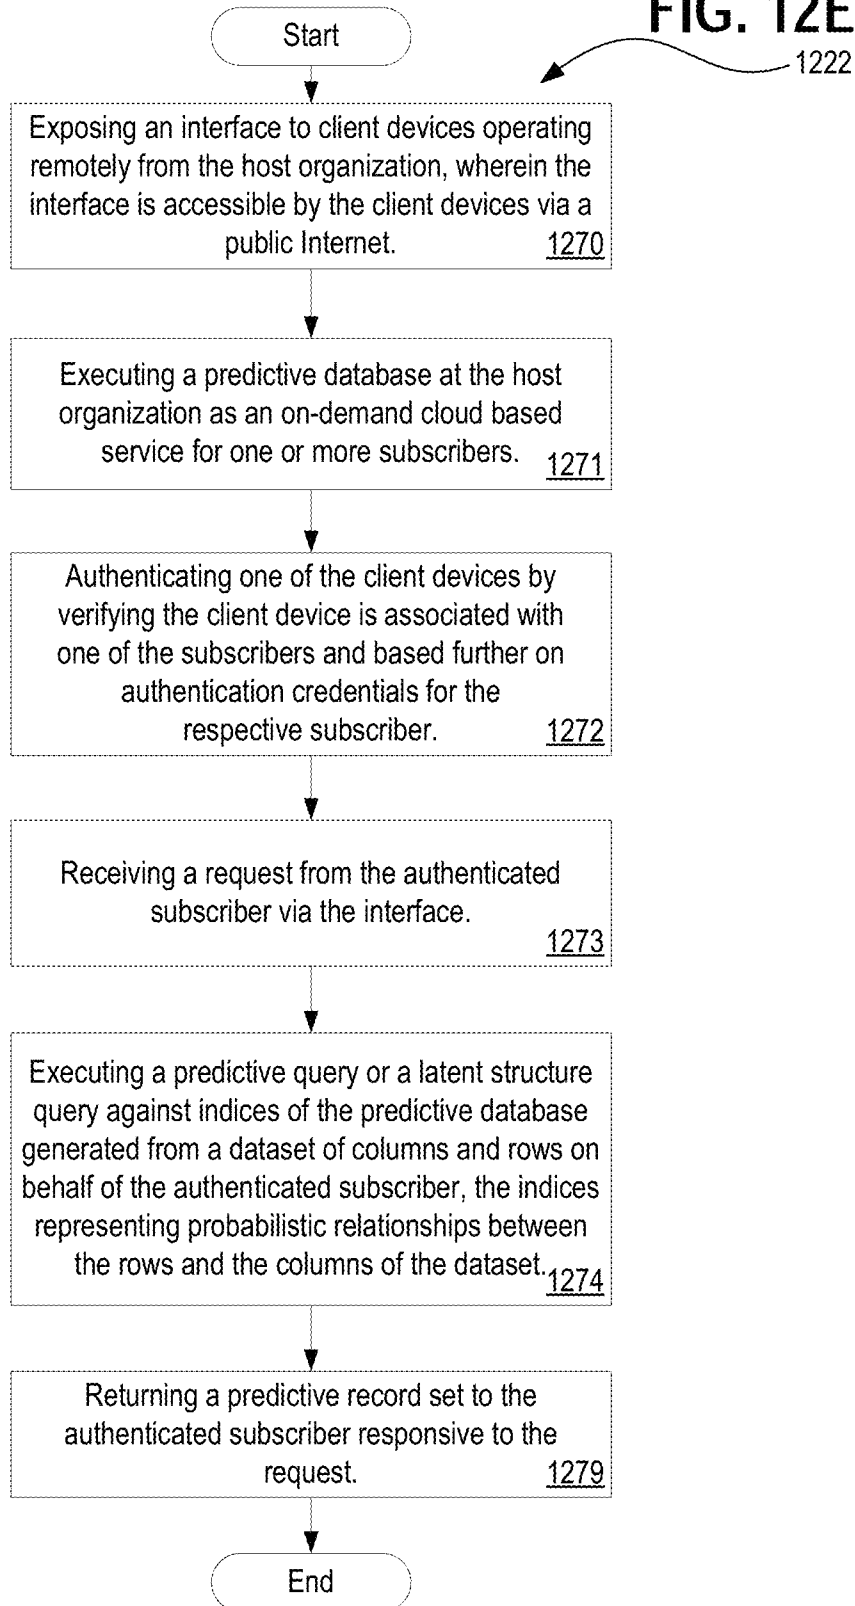 FIG. 12E
Start
1222
Exposing an interface to client devices operating
remotely from the host organization, wherein the
interface is accessible by the client devices via a
public Internet.
1270
Executing a predictive database at the host
organization as an on-demand cloud based
service for one or more subscribers.
1271
Authenticating one of the client devices by
verifying the client device is associated with
one of the subscribers and based further on
authentication credentials for the
respective subscriber.
1272
Receiving a request from the authenticated
subscriber via the interface.
1273
Executing a predictive query or a latent structure
query against indices of the predictive database
generated from a dataset of columns and rows on
behalf of the authenticated subscriber, the indices
representing probabilistic relationships between
the rows and the columns of the dataset.
1274
Returning a predictive record set to the
authenticated subscriber responsive to the
request.
1279
End